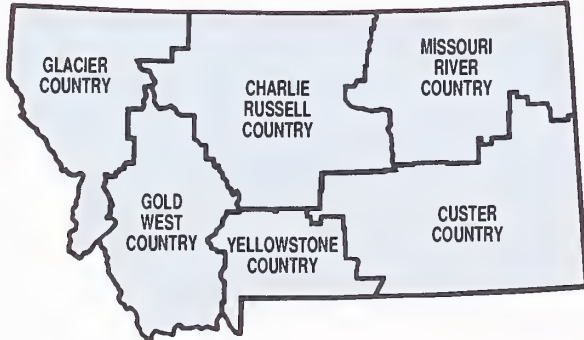 GLACIER
COUNTRY
CHARLIE
RUSSELL
COUNTRY
MISSOURI
RIVER
COUNTRY
GOLD
WEST
COUNTRY
YELLOWSTONE
COUNTRY
CUSTER
COUNTRY